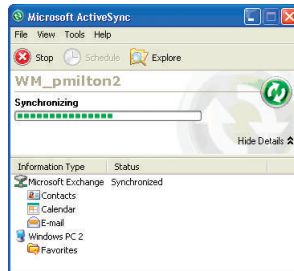 Microsoft ActiveSync
File View Tools Help
Stop Schedule Explore
WM_pmilton2
Synchronizing
Hide Details
Information Type Status
Microsoft Exchange Synchronized
Contacts
Calendar
E-mail
Windows PC 2
Favorites